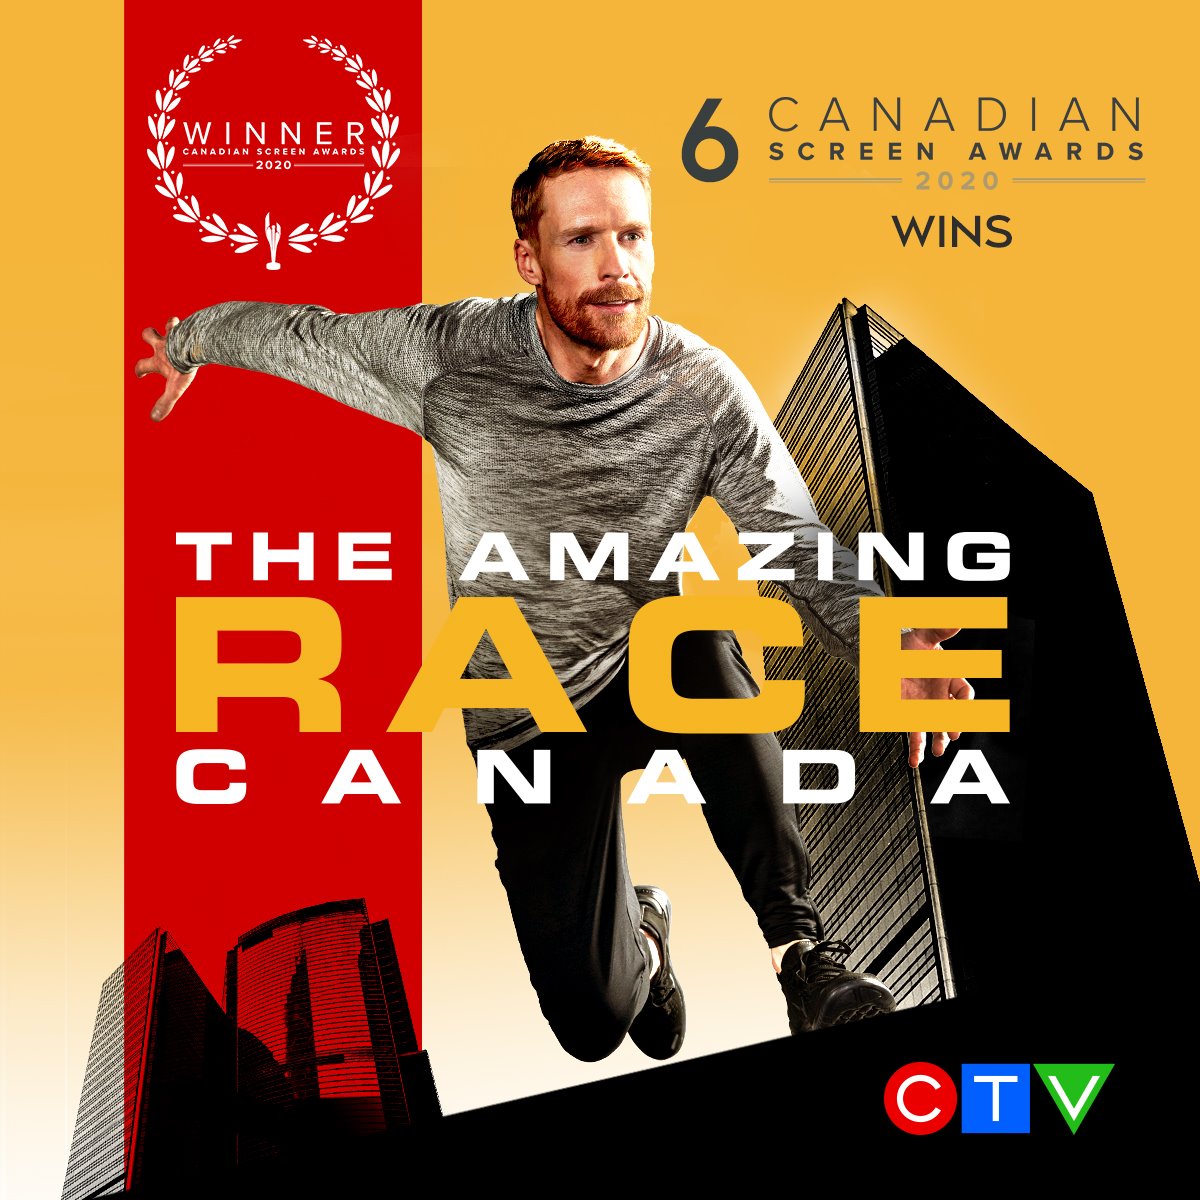 WINNER
CANADIAN SCREEN AWARDS
2020
6
CANADIAN
SCREEN AWARDS
2020
WINS
THE AMAZING
RACE
CANADA
CTV